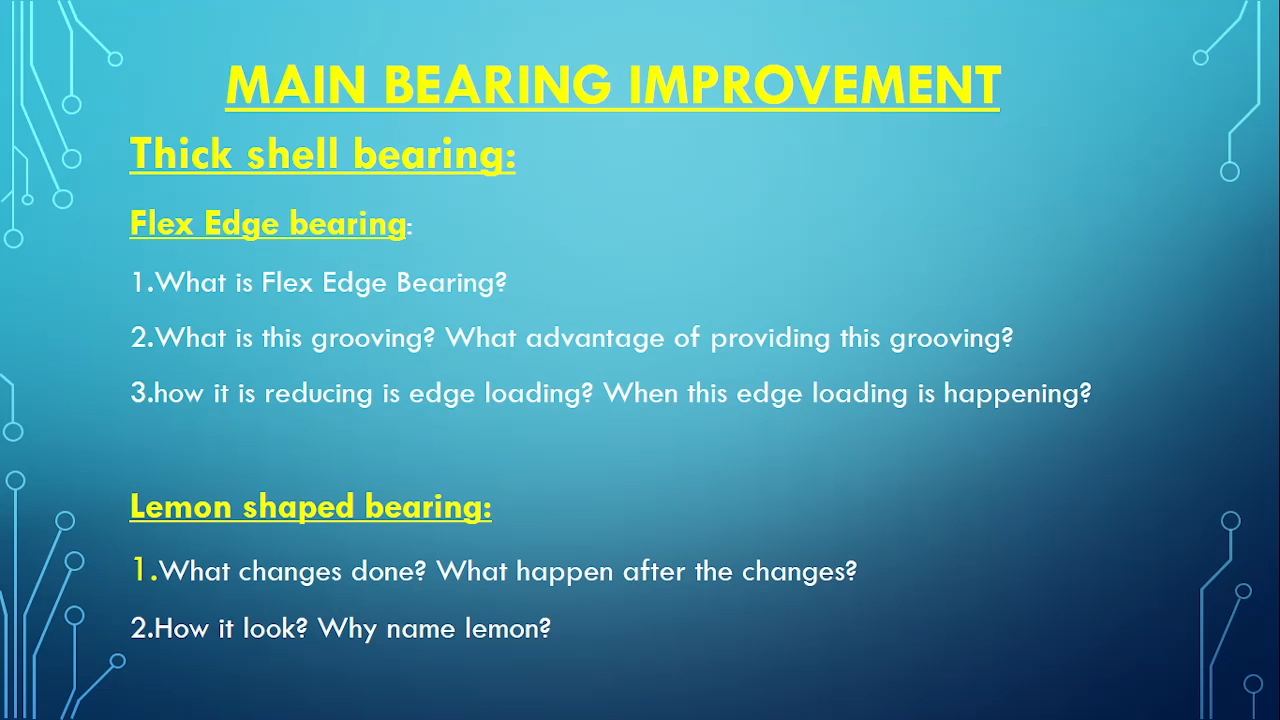 MAIN BEARING IMPROVEMENT
Thick shell bearing:
Flex Edge bearing:
1.What is Flex Edge Bearing?
2.What is this grooving? What advantage of providing this grooving?
3.how it is reducing is edge loading? When this edge loading is happening?
Lemon shaped bearing:
1.What changes done? What happen after the changes?
2.How it look? Why name lemon?